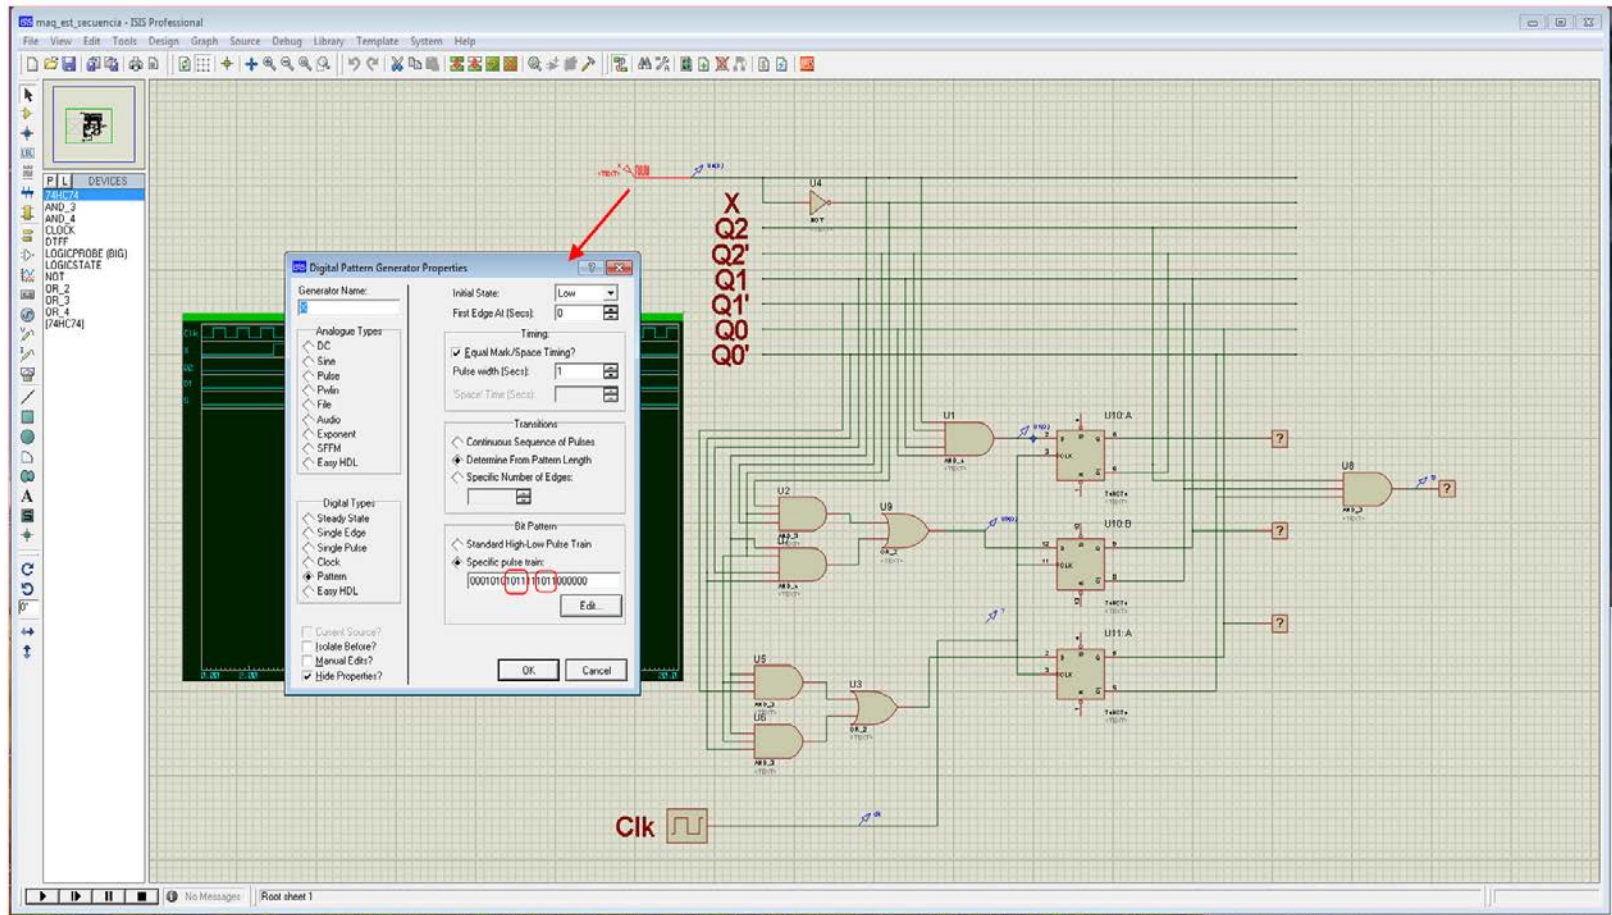 maq_est_secuencia - ISIS Professional
File View Edit Tools Design Graph Source Debug Library Template System Help
P L DEVICES
74HC74
AND_3
AND_4
CLOCK
DTFF
LOGICPROBE (BIG)
LOGICSTATE
NOT
OR_2
OR_3
OR_4
[74HC74]
Digital Pattern Generator Properties
Generator Name:
Analogue Types
DC
Sine
Pulse
Pwlin
File
Audio
Exponent
SFFM
Easy HDL
Digital Types
Steady State
Single Edge
Single Pulse
Clock
Pattern
Easy HDL
Current Source?
Isolate Before?
Manual Edits?
Hide Properties?
Initial State: Low
First Edge At (Secs): 0
Timing
Equal Mark/Space Timing?
Pulse width (Secs): 1
'Space' Time (Secs):
Transitions
Continuous Sequence of Pulses
Determine From Pattern Length
Specific Number of Edges:
Bit Pattern
Standard High-Low Pulse Train
Specific pulse train:
Edit...
OK Cancel
X
Q2
Q2'
Q1
Q1'
Q0
Q0'
U4
NOT
U1
U2
U9
U5
U3
U6
U10:A
U10:B
U11:A
U8
?
?
?
?
Clk
No Messages Root sheet 1